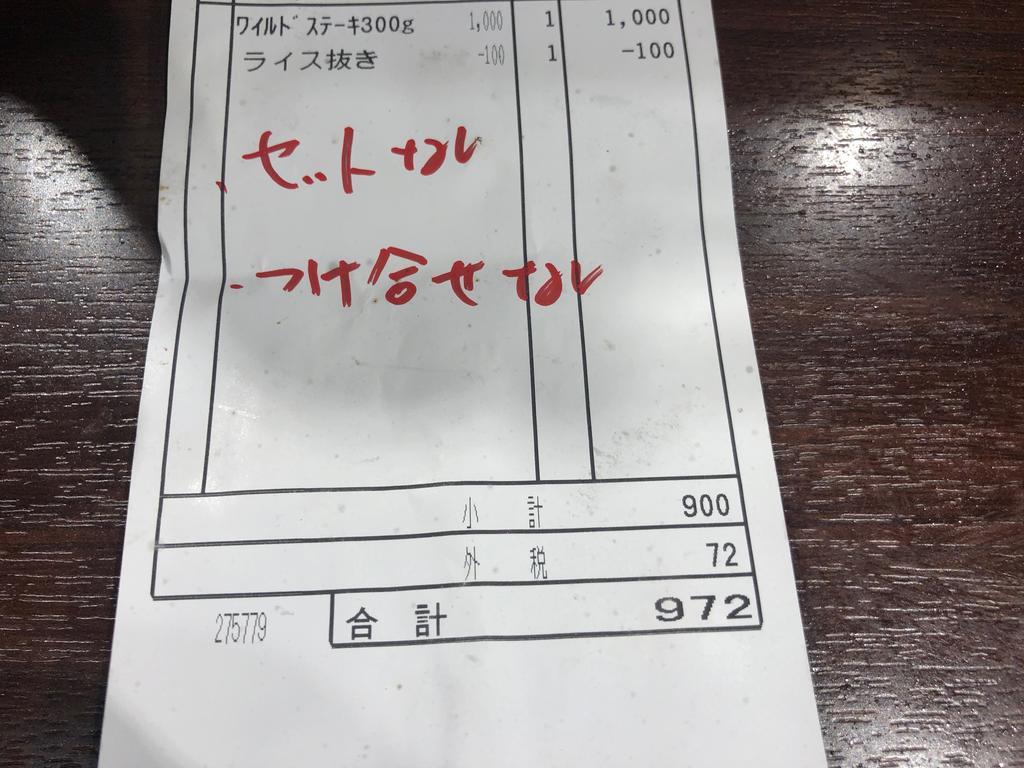 ワイルドステーキ300g 1,000 1 1,000
ライス抜き -100 1 -100
セットなし
つけ合せなし
小計 900
外税 72
275779 合計 972